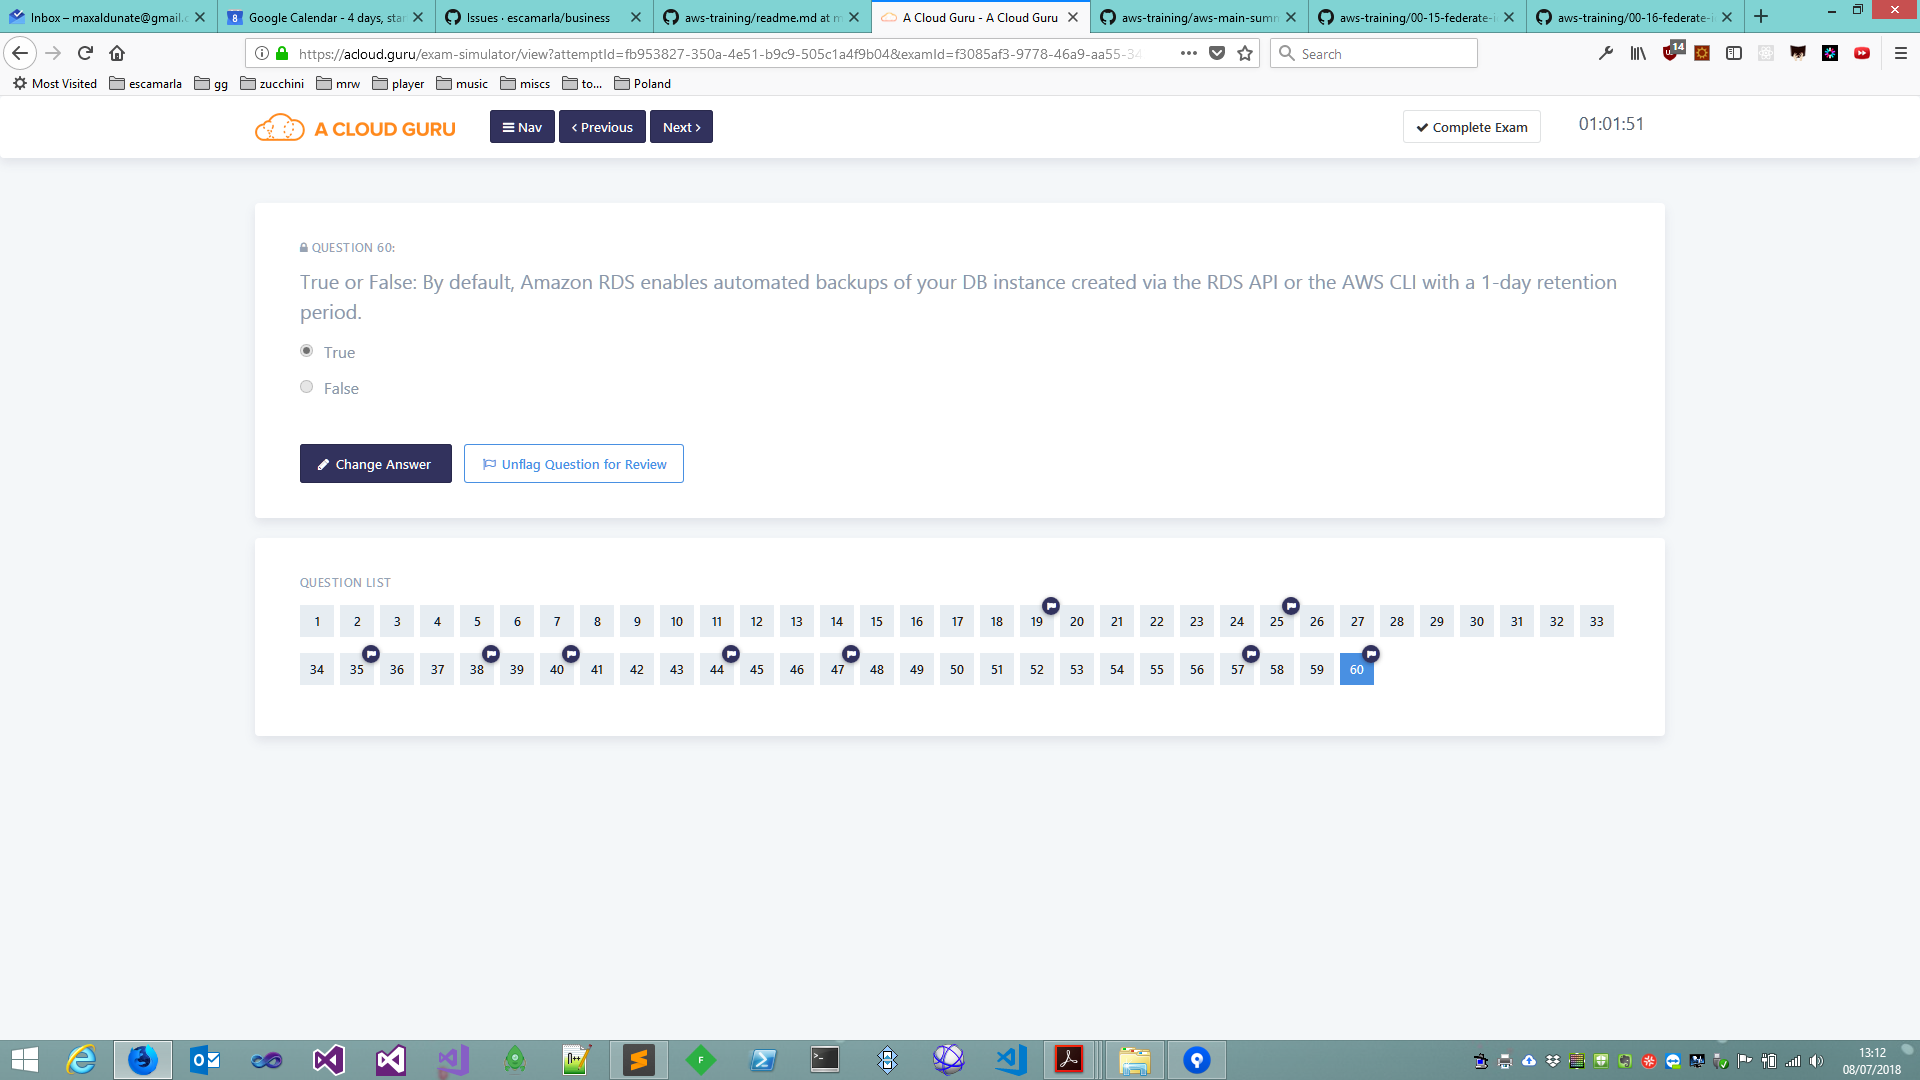 Inbox – maxaldunate@gmail.c
Google Calendar - 4 days, star
Issues · escamarla/business
aws-training/readme.md at m
A Cloud Guru - A Cloud Guru
aws-training/aws-main-summ
aws-training/00-15-federate-i
aws-training/00-16-federate-i
https://acloud.guru/exam-simulator/view?attemptId=fb953827-350a-4e51-b9c9-505c1a4f9b04&examId=f3085af3-9778-46a9-aa55-34
Search
14
Most Visited escamarla gg zucchini mrw player music miscs to... Poland
A CLOUD GURU
Nav
Previous
Next
Complete Exam
01:01:51
QUESTION 60:
True or False: By default, Amazon RDS enables automated backups of your DB instance created via the RDS API or the AWS CLI with a 1-day retention
period.
True
False
Change Answer
Unflag Question for Review
QUESTION LIST
1 2 3 4 5 6 7 8 9 10 11 12 13 14 15 16 17 18 19 20 21 22 23 24 25 26 27 28 29 30 31 32 33
34 35 36 37 38 39 40 41 42 43 44 45 46 47 48 49 50 51 52 53 54 55 56 57 58 59 60
13:12
08/07/2018